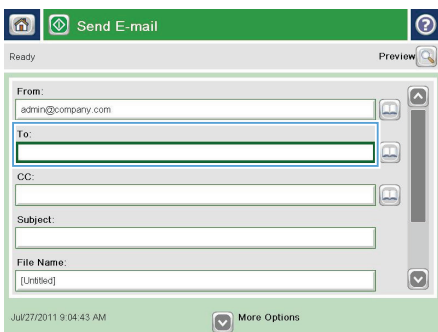 Send E-mail
Ready
Preview
From:
admin@company.com
To:
CC:
Subject:
File Name:
[Untitled]
Jul/27/2011 9:04:43 AM
More Options